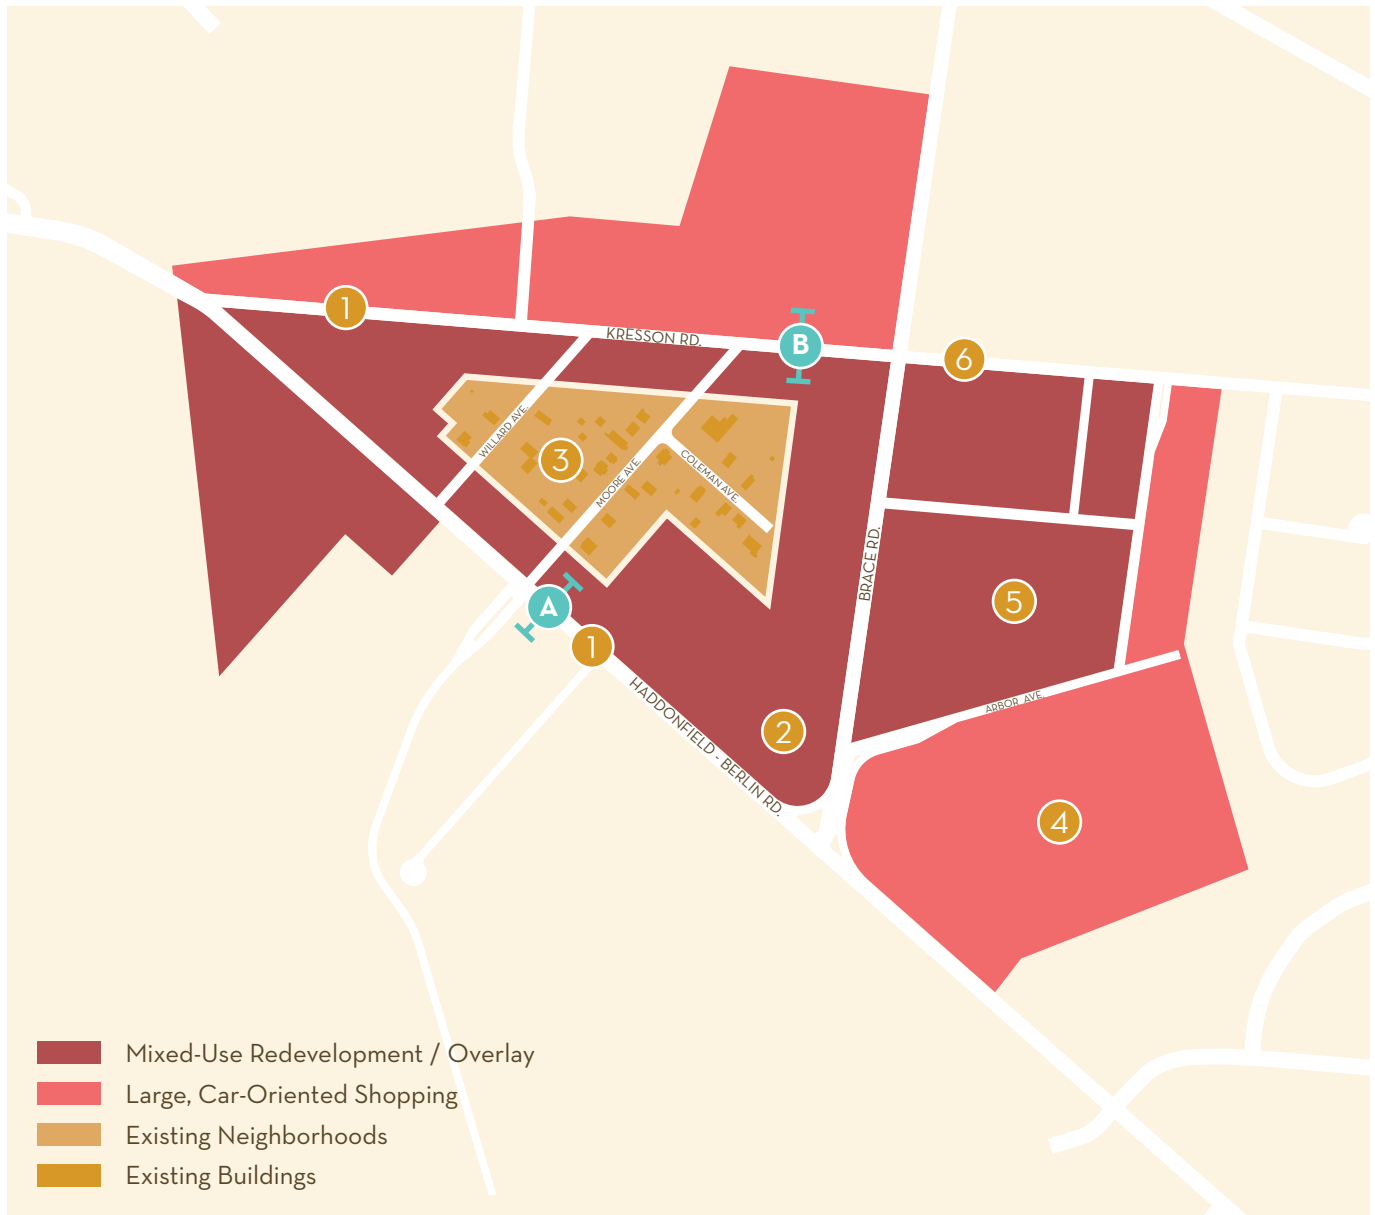 1
KRESSON RD.
B
6
WILLARD AVE.
3
MOORE AVE.
COLEMAN AVE.
BRACE RD.
A
1
5
HADDONFIELD - BERLIN RD.
2
ARBOR AVE.
4
Mixed-Use Redevelopment / Overlay
Large, Car-Oriented Shopping
Existing Neighborhoods
Existing Buildings